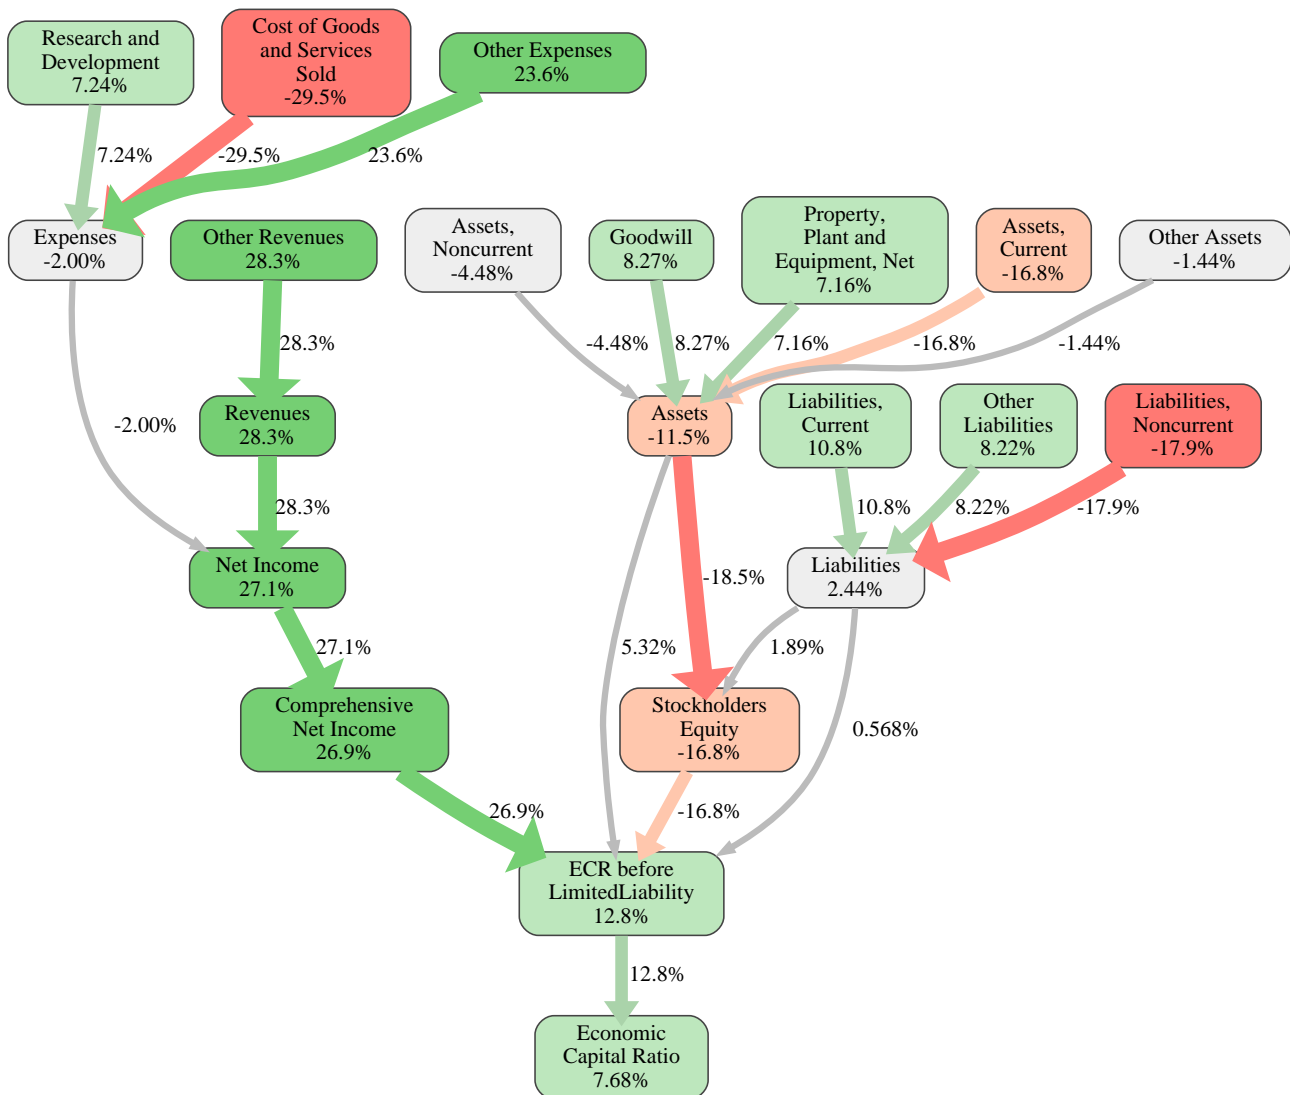 Research and
Development
7.24%
Cost of Goods
and Services
Sold
-29.5%
Other Expenses
23.6%
7.24%
-29.5%
23.6%
Expenses
-2.00%
Other Revenues
28.3%
Assets,
Noncurrent
-4.48%
Goodwill
8.27%
Property,
Plant and
Equipment, Net
7.16%
Assets,
Current
-16.8%
Other Assets
-1.44%
28.3%
-4.48%
8.27%
7.16%
-16.8%
-1.44%
-2.00%
Revenues
28.3%
Assets
-11.5%
Liabilities,
Current
10.8%
Other
Liabilities
8.22%
Liabilities,
Noncurrent
-17.9%
28.3%
10.8%
8.22%
-17.9%
Net Income
27.1%
-18.5%
Liabilities
2.44%
27.1%
5.32%
1.89%
0.568%
Comprehensive
Net Income
26.9%
Stockholders
Equity
-16.8%
26.9%
-16.8%
ECR before
LimitedLiability
12.8%
12.8%
Economic
Capital Ratio
7.68%